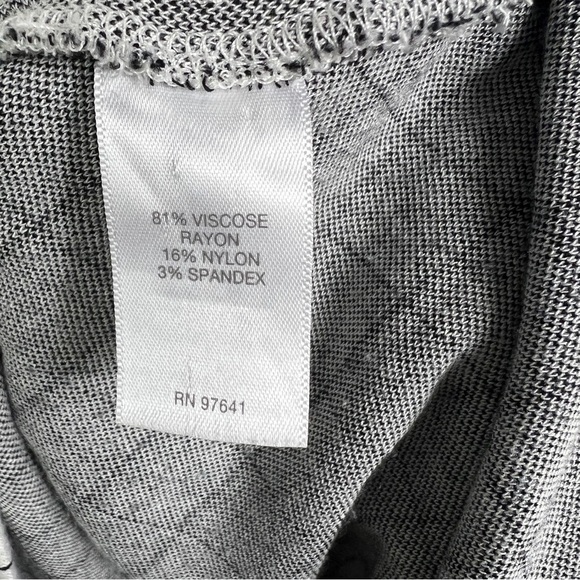 81% VISCOSE
RAYON
16% NYLON
3% SPANDEX
RN 97641